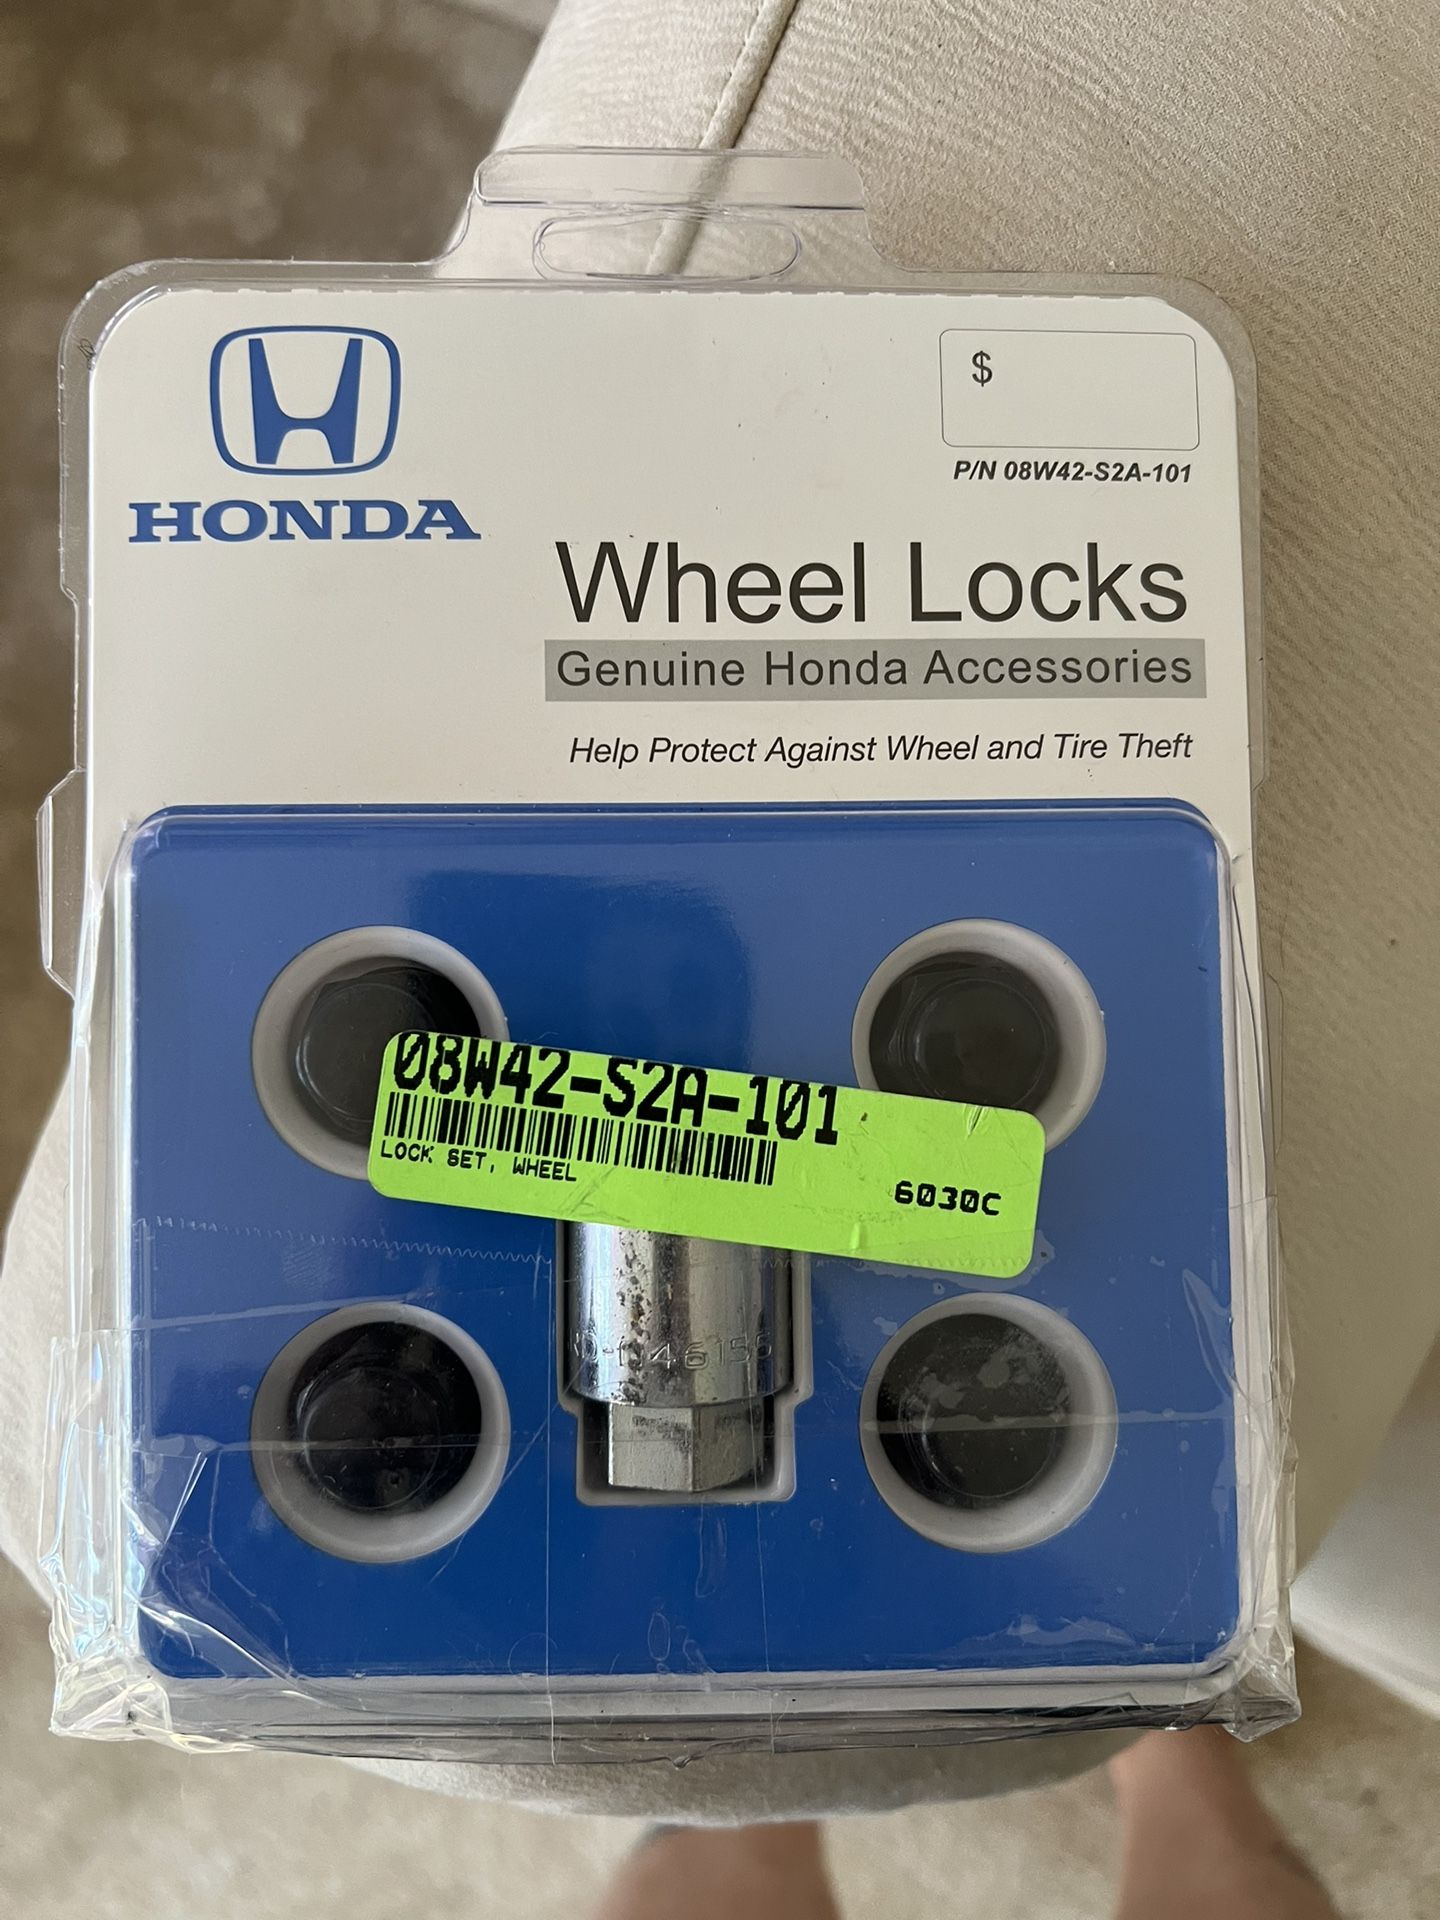 HONDA
$
P/N 08W42-S2A-101
Wheel Locks
Genuine Honda Accessories
Help Protect Against Wheel and Tire Theft
08W42-S2A-101
LOCK SET, WHEEL
6030C